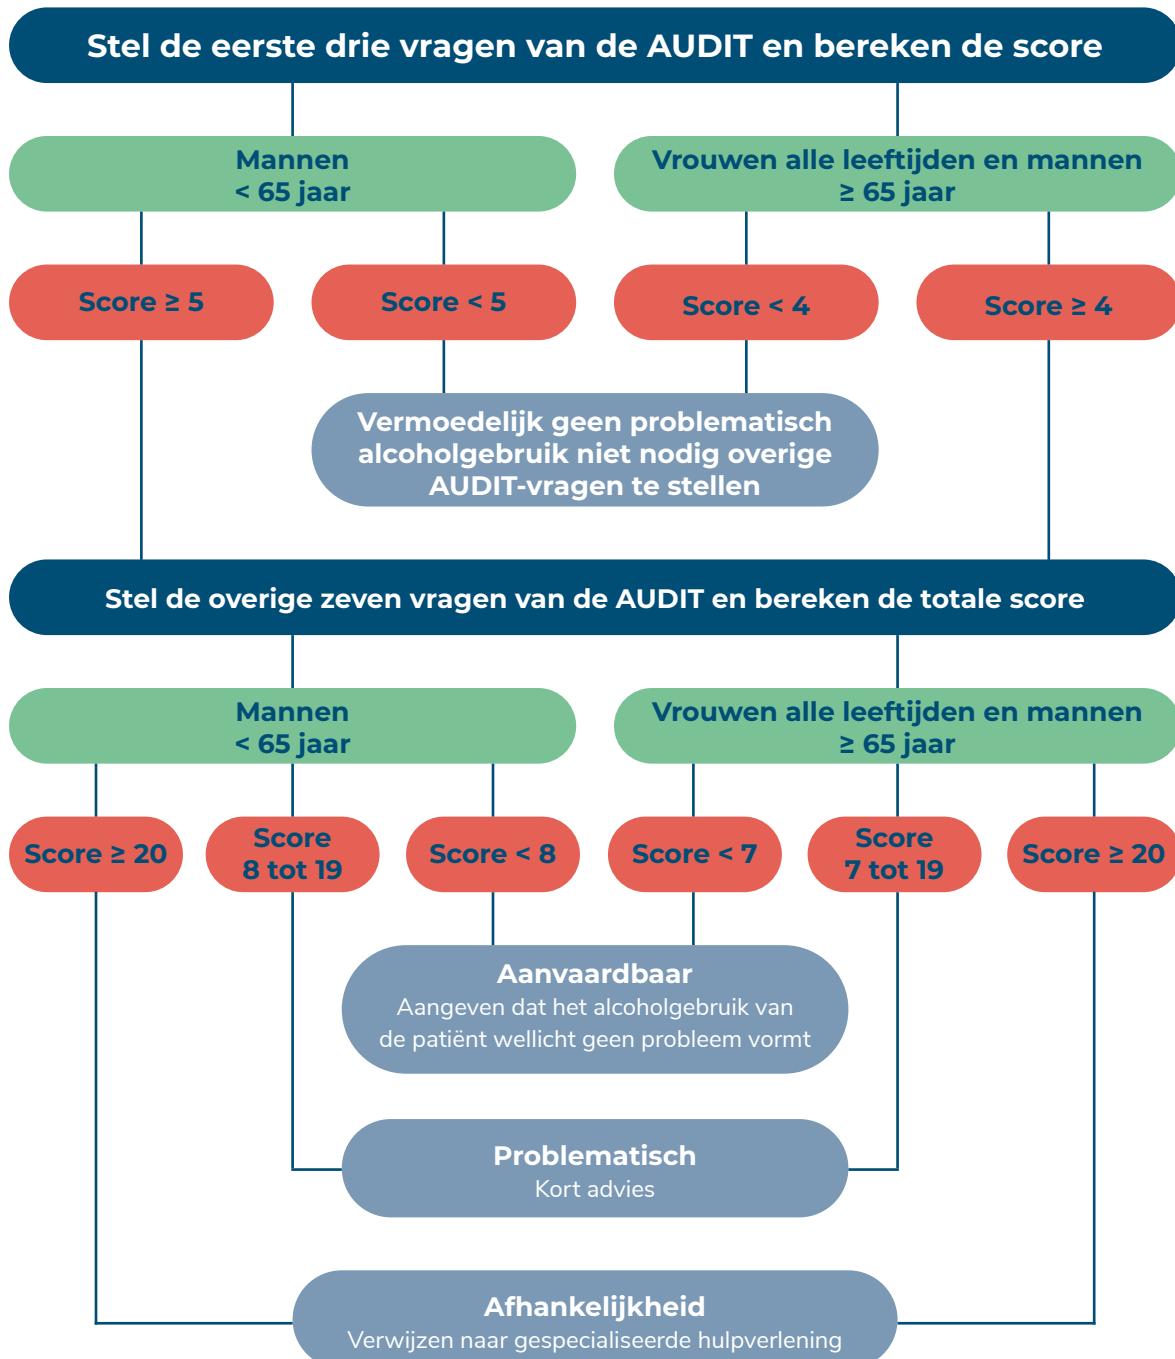 Stel de eerste drie vragen van de AUDIT en bereken de score
Mannen
< 65 jaar
Vrouwen alle leeftijden en mannen
≥ 65 jaar
Score ≥ 5
Score < 5
Score < 4
Score ≥ 4
Vermoedelijk geen problematisch
alcoholgebruik niet nodig overige
AUDIT-vragen te stellen
Stel de overige zeven vragen van de AUDIT en bereken de totale score
Mannen
< 65 jaar
Vrouwen alle leeftijden en mannen
≥ 65 jaar
Score ≥ 20
Score
8 tot 19
Score < 8
Score < 7
Score
7 tot 19
Score ≥ 20
Aanvaardbaar
Aangeven dat het alcoholgebruik van
de patiënt wellicht geen probleem vormt
Problematisch
Kort advies
Afhankelijkheid
Verwijzen naar gespecialiseerde hulpverlening